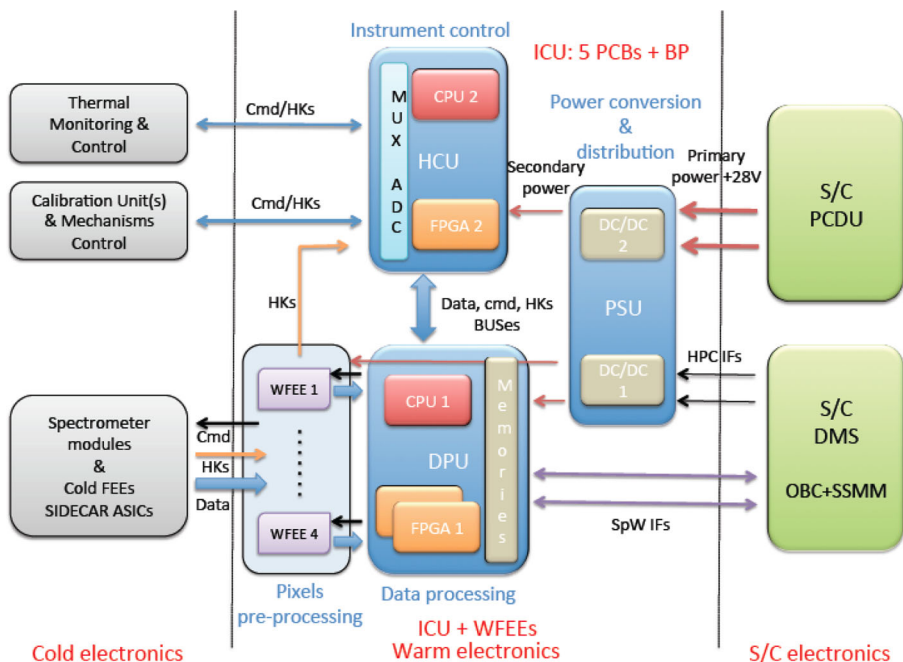 Instrument control
ICU: 5 PCBs + BP
Thermal
Monitoring &
Control
Cmd/HKs
Calibration Unit(s)
& Mechanisms
Control
Cmd/HKs
MUX ADC
CPU 2
HCU
FPGA 2
Power conversion
&
distribution
Secondary
power
Primary
power +28V
S/C
PCDU
DC/DC
2
PSU
DC/DC
1
HKs
Data, cmd, HKs
BUSes
HPC IFs
WFEE 1
WFEE 4
CPU 1
DPU
FPGA 1
Memories
Spectrometer
modules
&
Cold FEEs
SIDECAR ASICs
Cmd
HKs
Data
S/C
DMS
OBC+SSMM
SpW IFs
Pixels
pre-processing
Data processing
Cold electronics
ICU + WFEEs
Warm electronics
S/C electronics